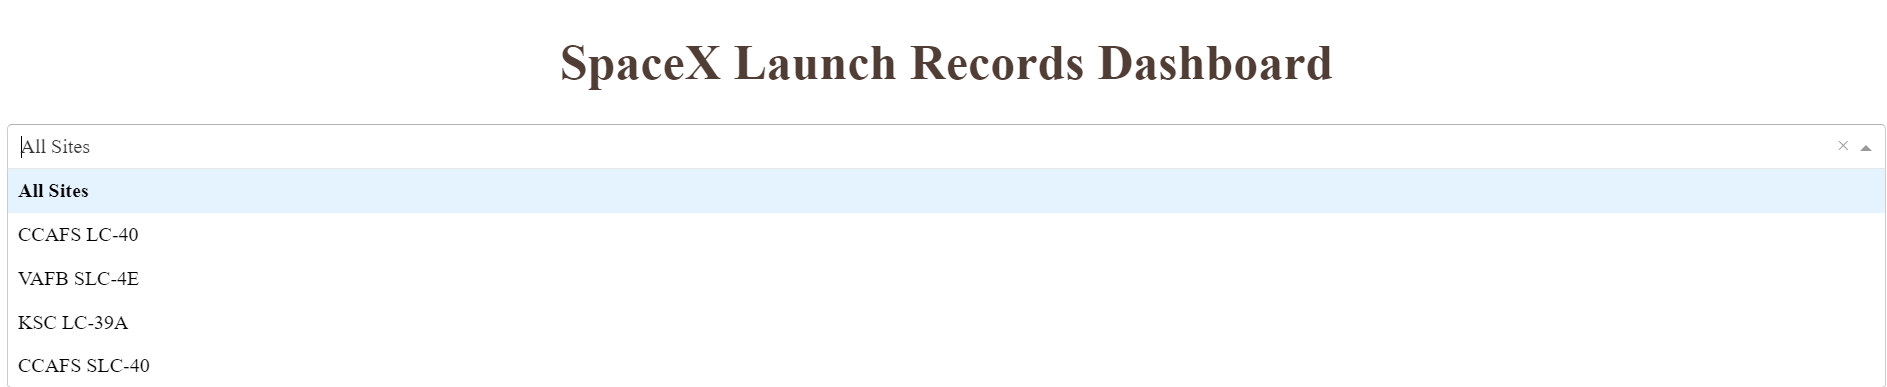 SpaceX Launch Records Dashboard
All Sites
All Sites
CCAFS LC-40
VAFB SLC-4E
KSC LC-39A
CCAFS SLC-40